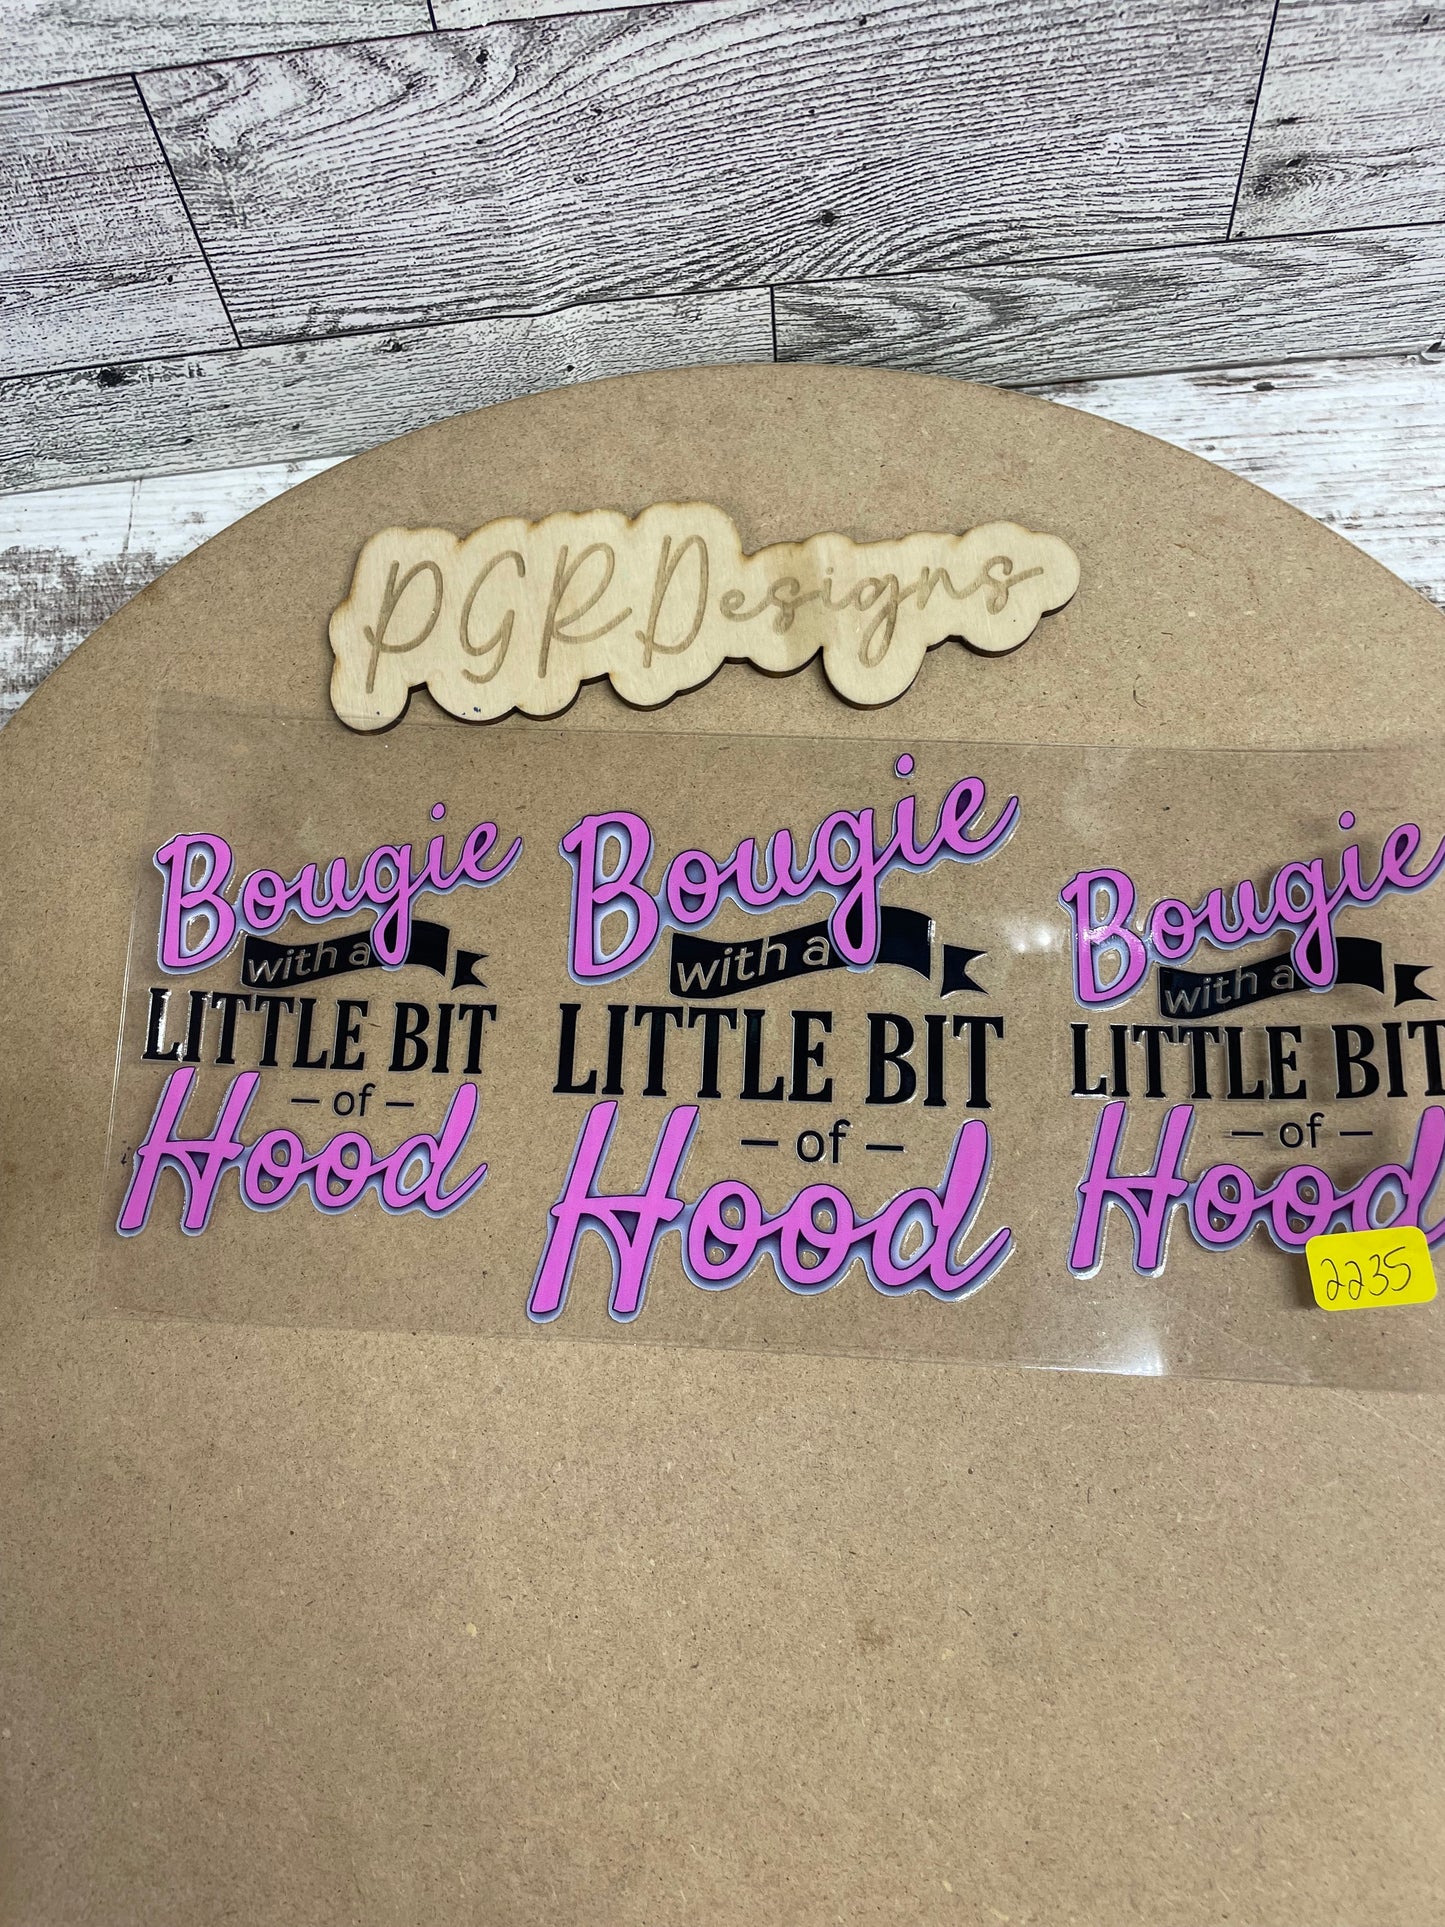 PGRDesigns
Bougie
with a
LITTLE BIT
- of -
Hood
Bougie
with a
LITTLE BIT
- of -
Hood
Bougie
with a
LITTLE BIT
- of -
Hood
2235